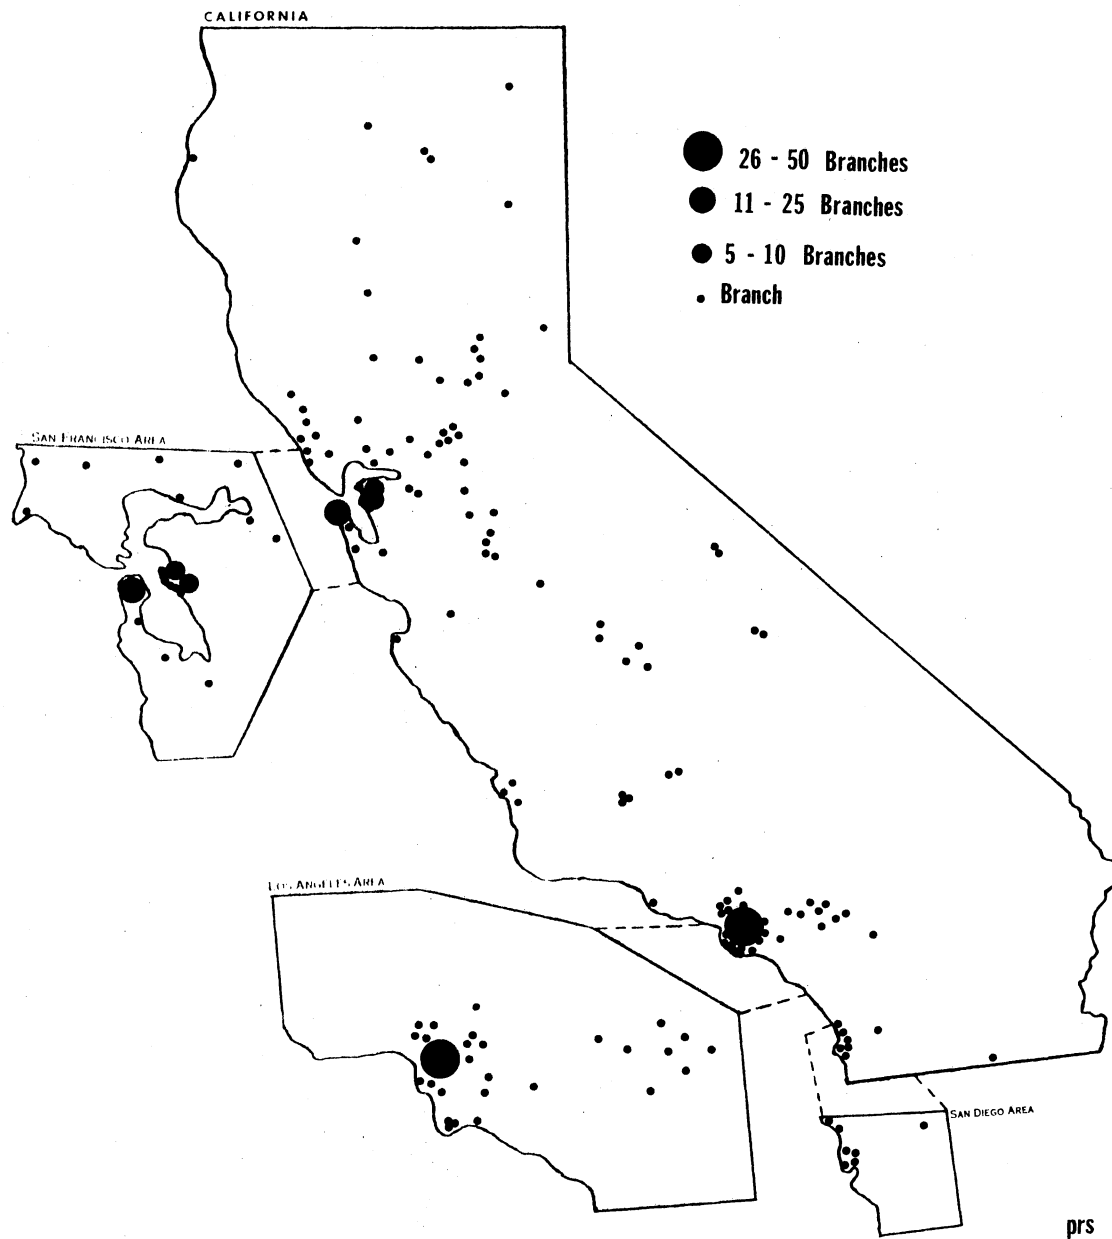 CALIFORNIA
26 - 50 Branches
11 - 25 Branches
5 - 10 Branches
Branch
SAN FRANCISCO AREA
LOS ANGELES AREA
SAN DIEGO AREA
prs